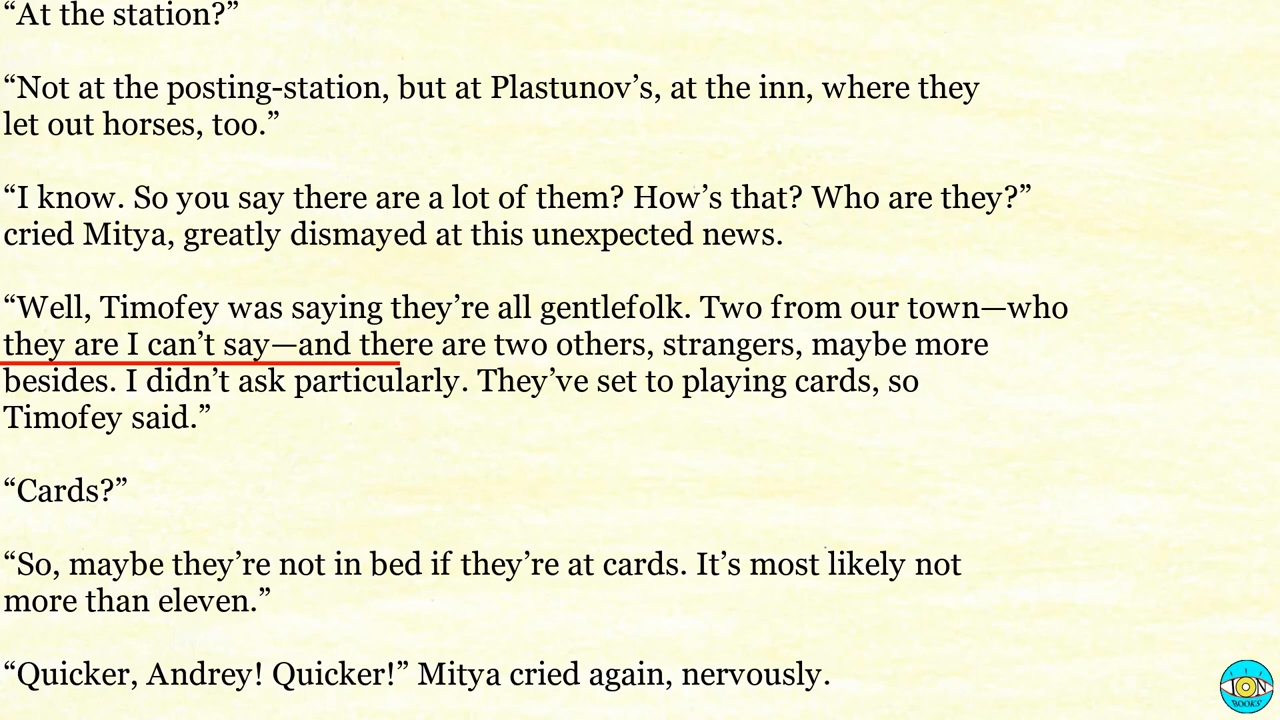 “At the station?”
“Not at the posting-station, but at Plastunov’s, at the inn, where they
let out horses, too.”
“I know. So you say there are a lot of them? How’s that? Who are they?”
cried Mitya, greatly dismayed at this unexpected news.
“Well, Timofey was saying they’re all gentlefolk. Two from our town—who
they are I can’t say—and there are two others, strangers, maybe more
besides. I didn’t ask particularly. They’ve set to playing cards, so
Timofey said.”
“Cards?”
“So, maybe they’re not in bed if they’re at cards. It’s most likely not
more than eleven.”
“Quicker, Andrey! Quicker!” Mitya cried again, nervously.
ION
BOOKS